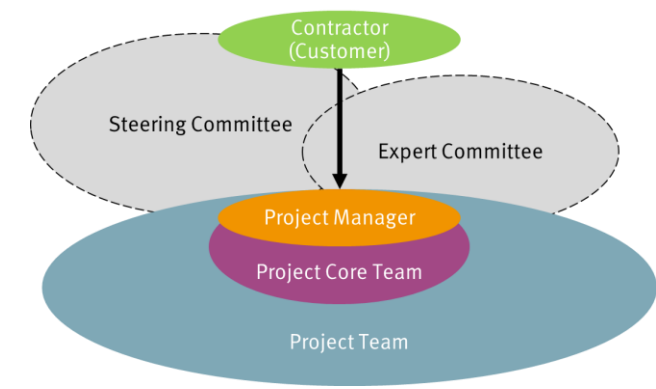 Contractor
(Customer)
Steering Committee
Expert Committee
Project Manager
Project Core Team
Project Team